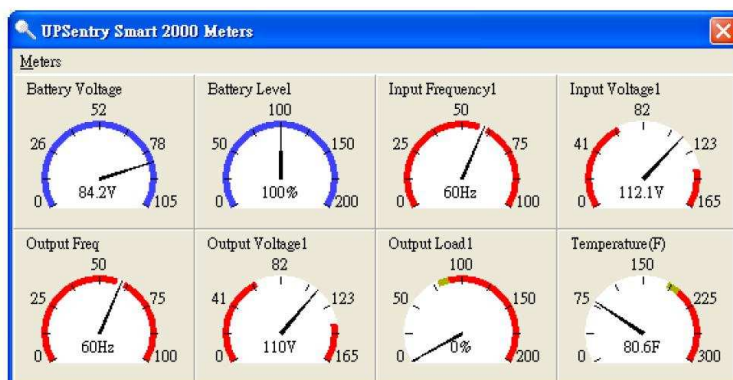 UPSentry Smart 2000 Meters
Meters
Battery Voltage
52
26
78
0
105
84.2V
Battery Level
100
50
150
0
200
100%
Input Frequency1
50
25
75
0
100
60Hz
Input Voltage1
82
41
123
0
165
112.1V
Output Freq
50
25
75
0
100
60Hz
Output Voltage1
82
41
123
0
165
110V
Output Load1
100
50
150
0
200
0%
Temperature(F)
150
75
225
0
300
80.6F